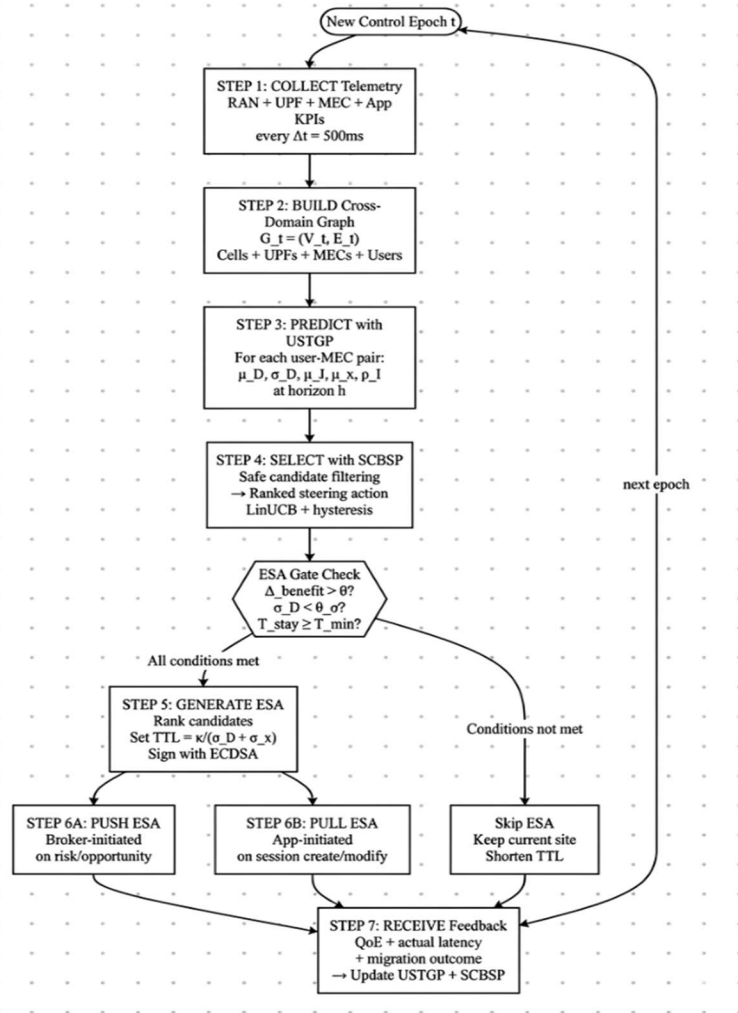 New Control Epoch t
STEP 1: COLLECT Telemetry
RAN + UPF + MEC + App
KPIs
every Δt = 500ms
STEP 2: BUILD Cross-
Domain Graph
G_t = (V_t, E_t)
Cells + UPFs + MECs + Users
STEP 3: PREDICT with
USTGP
For each user-MEC pair:
μ_D, σ_D, μ_J, μ_x, ρ_I
at horizon h
STEP 4: SELECT with SCBSP
Safe candidate filtering
→ Ranked steering action
LinUCB + hysteresis
next epoch
ESA Gate Check
Δ_benefit > θ?
σ_D < θ_σ?
T_stay ≥ T_min?
All conditions met
Conditions not met
STEP 5: GENERATE ESA
Rank candidates
Set TTL = κ/(σ_D + σ_x)
Sign with ECDSA
STEP 6A: PUSH ESA
Broker-initiated
on risk/opportunity
STEP 6B: PULL ESA
App-initiated
on session create/modify
Skip ESA
Keep current site
Shorten TTL
STEP 7: RECEIVE Feedback
QoE + actual latency
+ migration outcome
→ Update USTGP + SCBSP